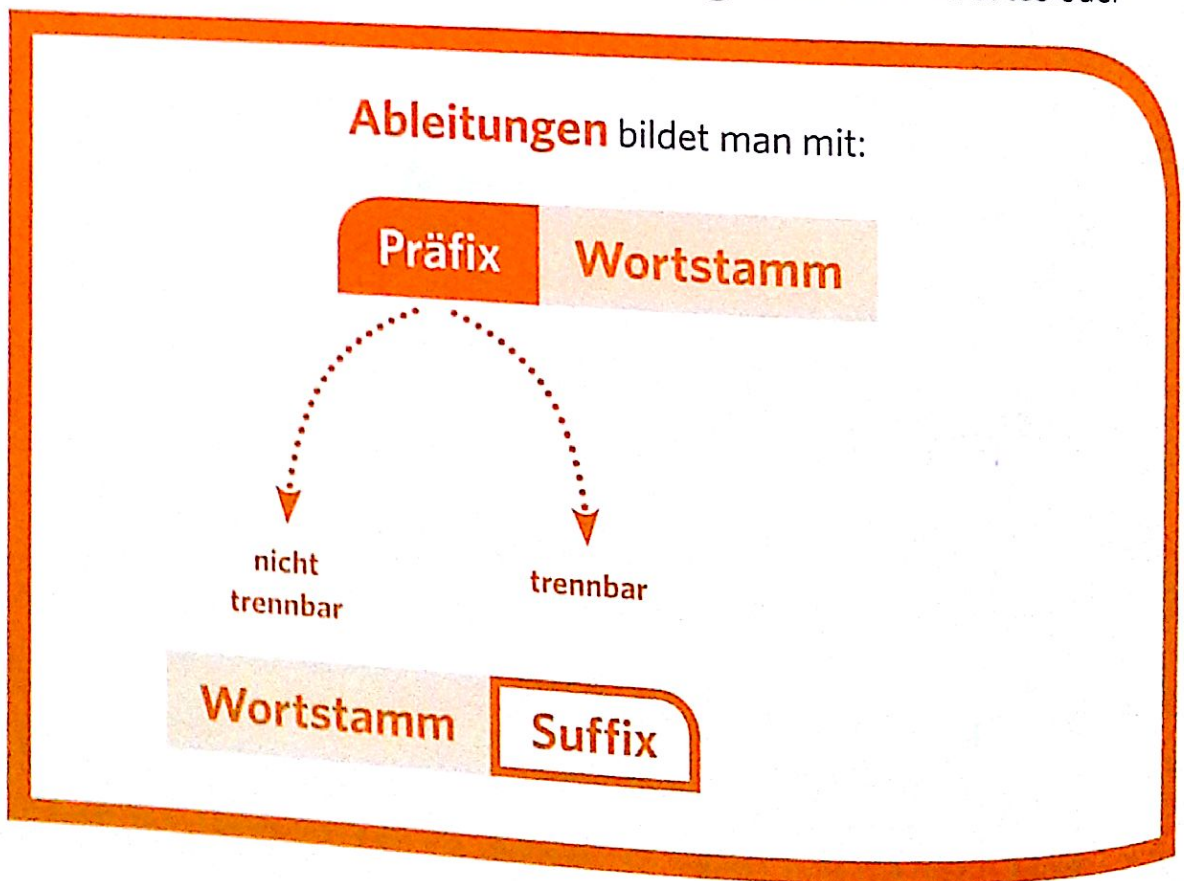 Ableitungen bildet man mit:
Präfix Wortstamm
nicht
trennbar
trennbar
Wortstamm Suffix